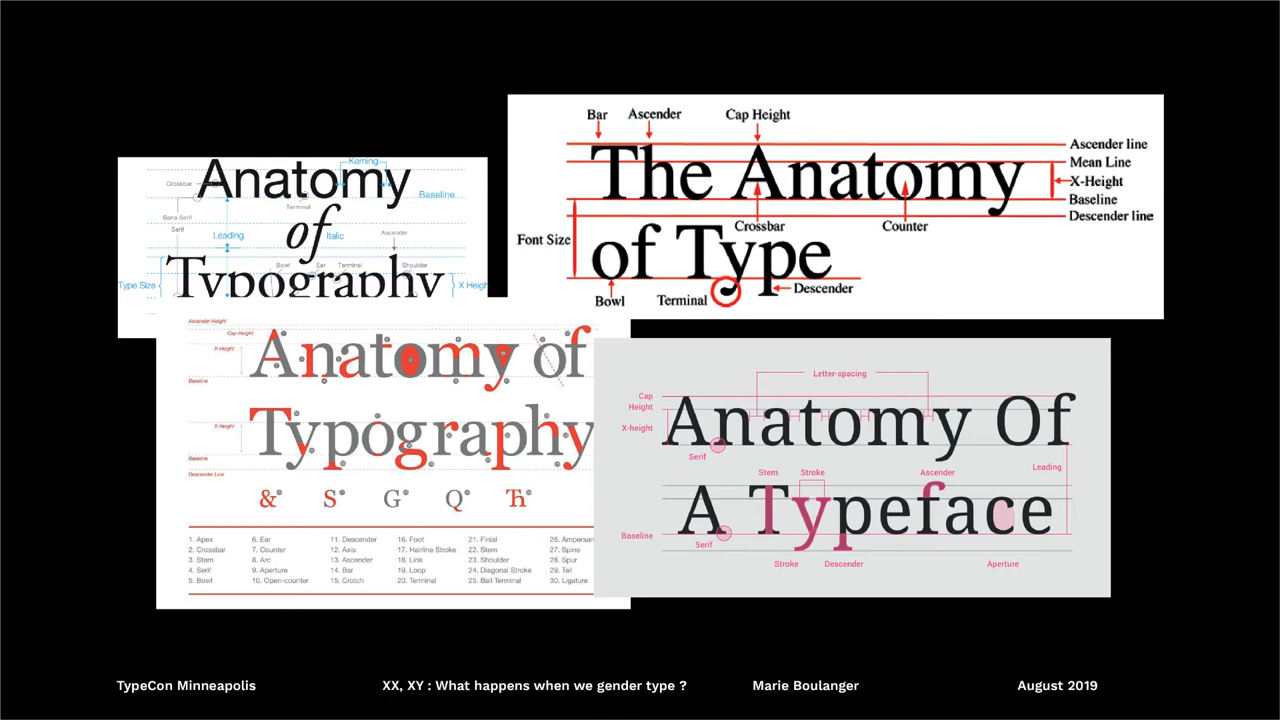 Kerning
Anatomy
Crossbar
Baseline
Terminal
Sans Serif
Serif
of
Leading
Italic
Ascender
Bowl
Ear
Terminal
Shoulder
Typography
Type Size
X Heigh
Bar
Ascender
Cap Height
The Anatomy
Ascender line
Mean Line
X-Height
Baseline
Descender line
Crossbar
Counter
Font Size
of Type
Bowl
Terminal
Descender
Ascender Height
Cap Height
X-Height
Anatomy of
Baseline
Typography
X-Height
Baseline
Descender Line
& S G Q Th
1. Apex
2. Crossbar
3. Stem
4. Serif
5. Bowl
6. Ear
7. Counter
8. Arc
9. Aperture
10. Open-counter
11. Descender
12. Axis
13. Ascender
14. Bar
15. Crotch
16. Foot
17. Hairline Stroke
18. Link
19. Loop
20. Terminal
21. Finial
22. Stem
23. Shoulder
24. Diagonal Stroke
25. Ball Terminal
26. Ampersan
27. Spine
28. Spur
29. Tail
30. Ligature
Letter-spacing
Cap
Height
X-height
Anatomy Of
Serif
Stem
Stroke
Ascender
Leading
A Typeface
Baseline
Serif
Stroke
Descender
Aperture
TypeCon Minneapolis
XX, XY : What happens when we gender type ?
Marie Boulanger
August 2019